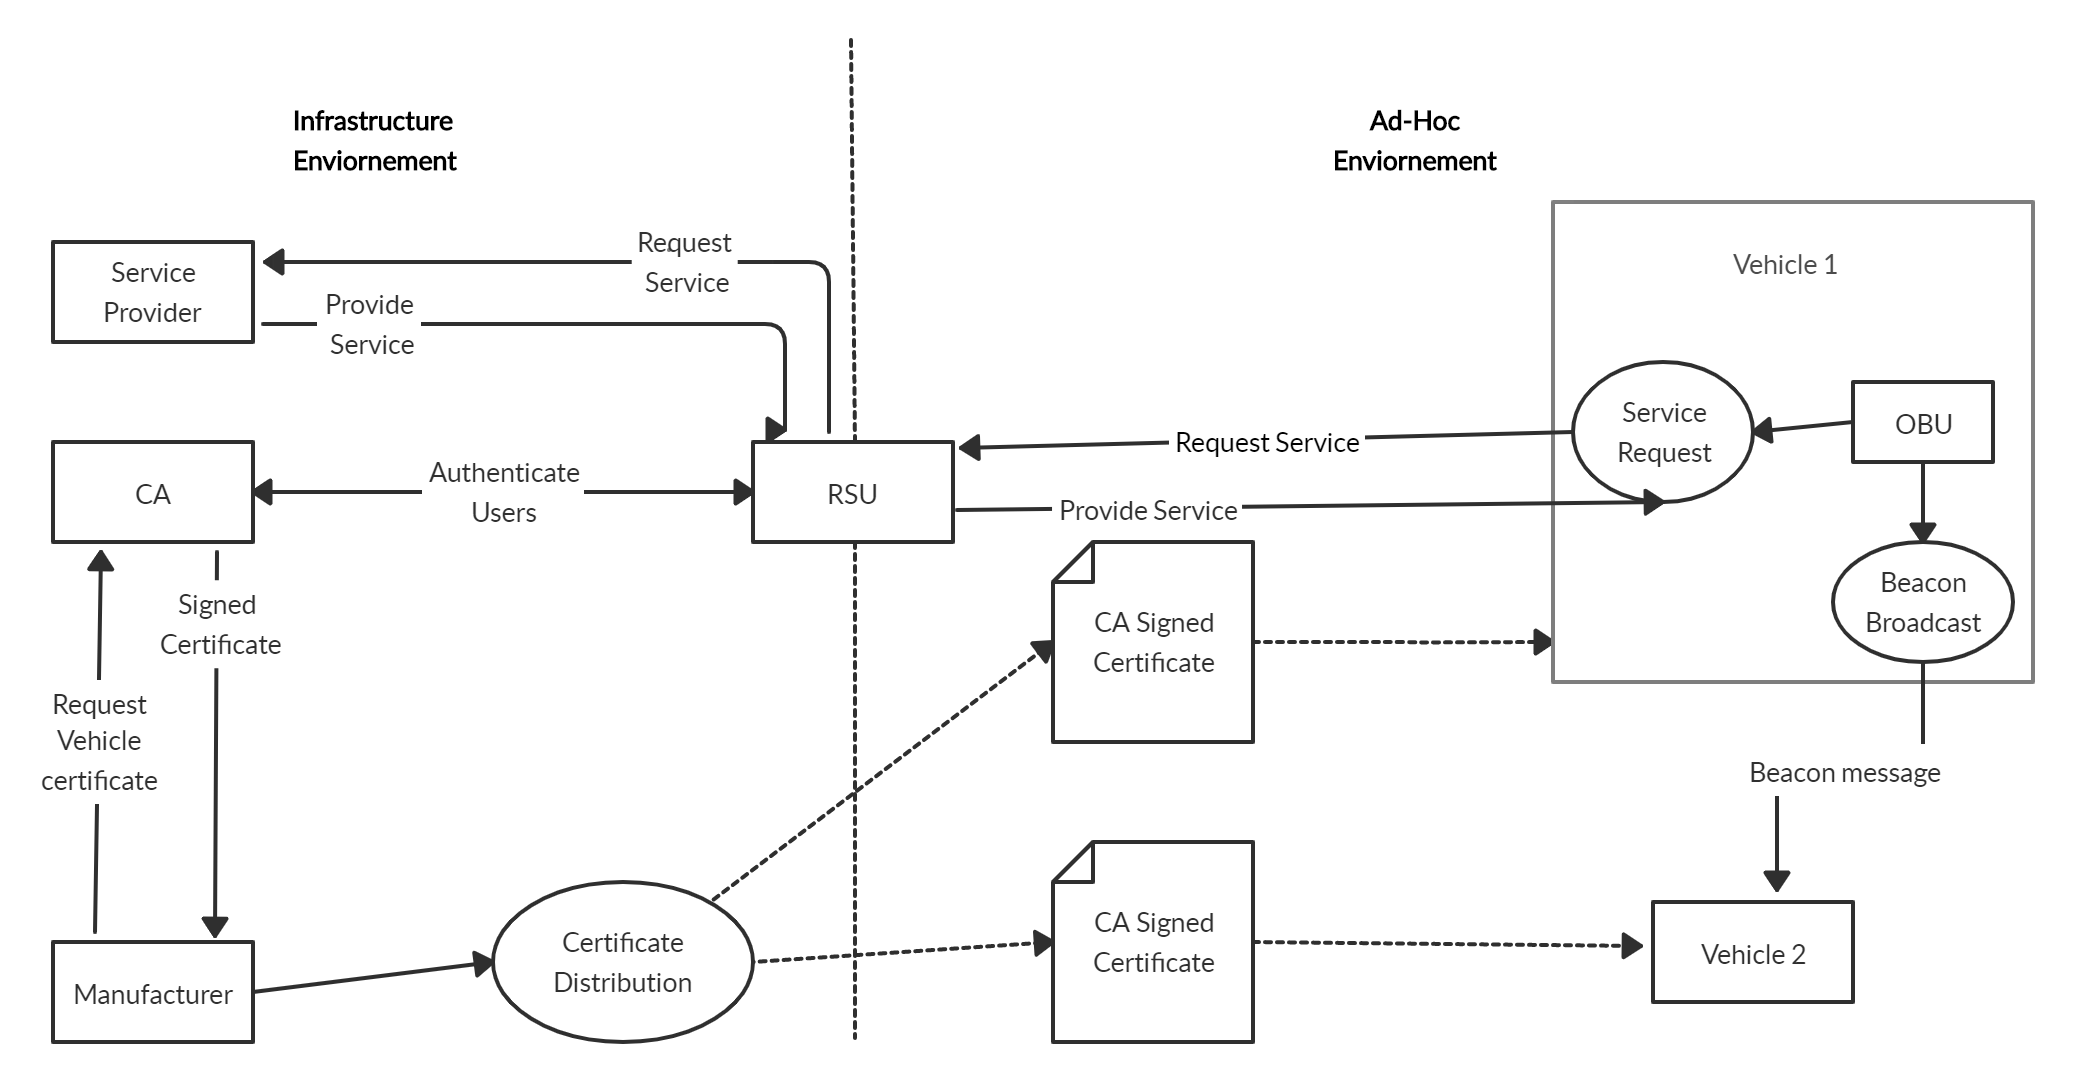 Infrastructure
Enviornement
Ad-Hoc
Enviornement
Service
Provider
Request
Service
Provide
Service
Vehicle 1
CA
Authenticate
Users
RSU
Request Service
Provide Service
Service
Request
OBU
Beacon
Broadcast
Signed
Certificate
Request
Vehicle
certificate
CA Signed
Certificate
Beacon message
Manufacturer
Certificate
Distribution
CA Signed
Certificate
Vehicle 2